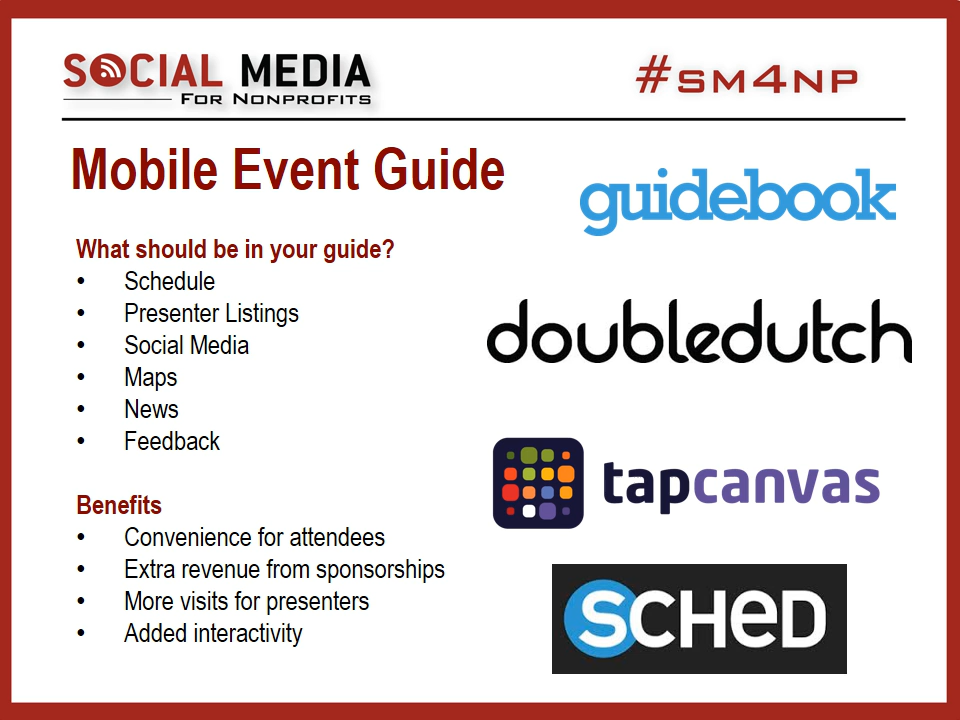 SOCIAL MEDIA
FOR NONPROFITS
#SM4NP
Mobile Event Guide
What should be in your guide?
• Schedule
• Presenter Listings
• Social Media
• Maps
• News
• Feedback
Benefits
• Convenience for attendees
• Extra revenue from sponsorships
• More visits for presenters
• Added interactivity
guidebook
doubledutch
tapcanvas
SCHeD